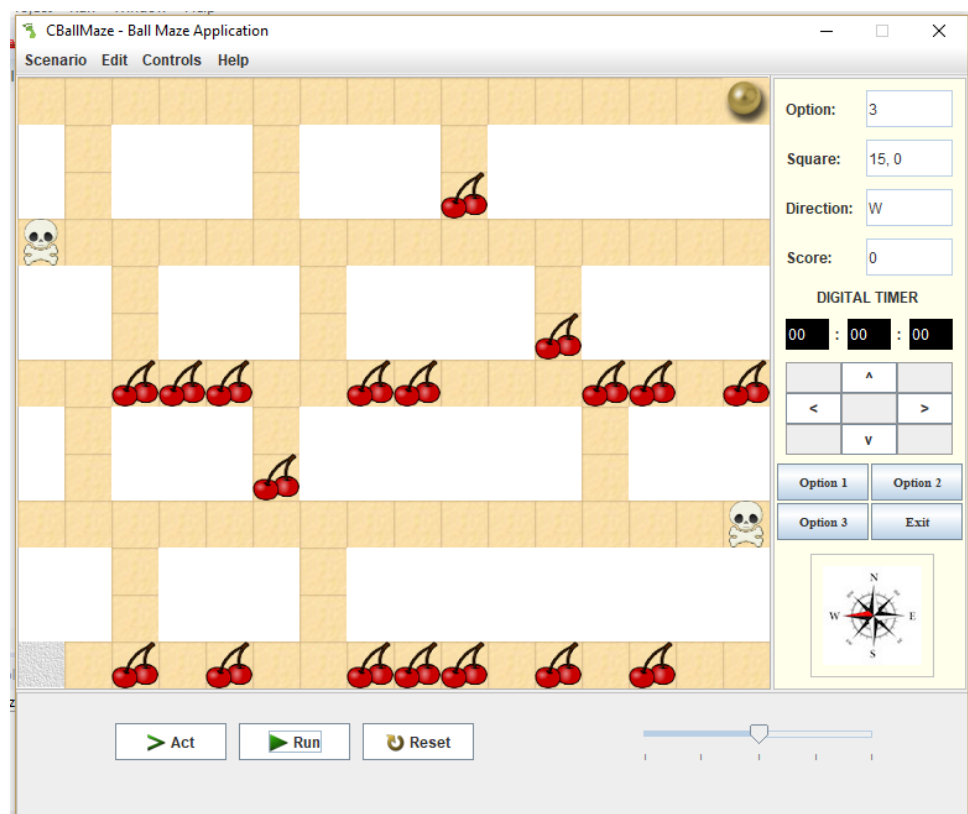 CBallMaze - Ball Maze Application
Scenario Edit Controls Help
Option: 3
Square: 15, 0
Direction: W
Score: 0
DIGITAL TIMER
00 : 00 : 00
^
< >
v
Option 1 Option 2
Option 3 Exit
N
W E
S
Act Run Reset